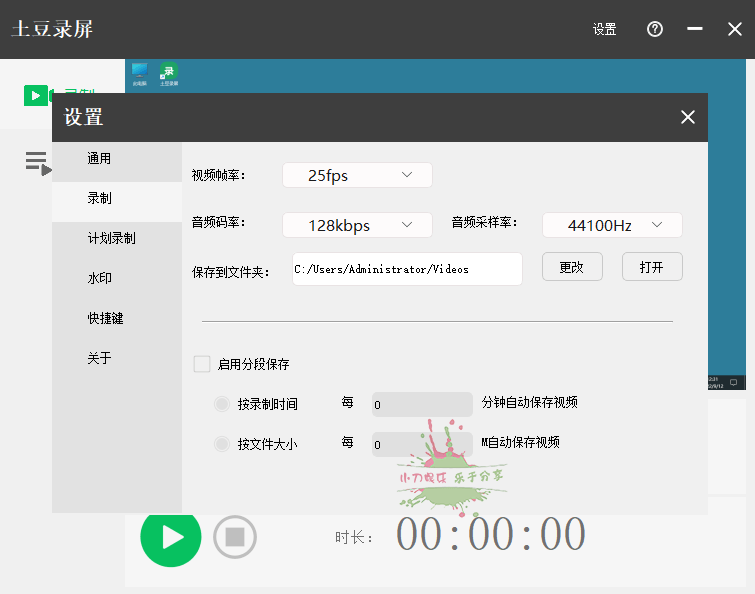 土豆录屏
设置
录
土豆录屏
录制
设置
通用
录制
计划录制
水印
快捷键
关于
视频帧率：
25fps
音频码率：
128kbps
音频采样率：
44100Hz
保存到文件夹：
C:/Users/Administrator/Videos
更改
打开
启用分段保存
按录制时间
每
0
分钟自动保存视频
按文件大小
每
0
M自动保存视频
小刀娱乐 乐于分享
时长：
00:00:00